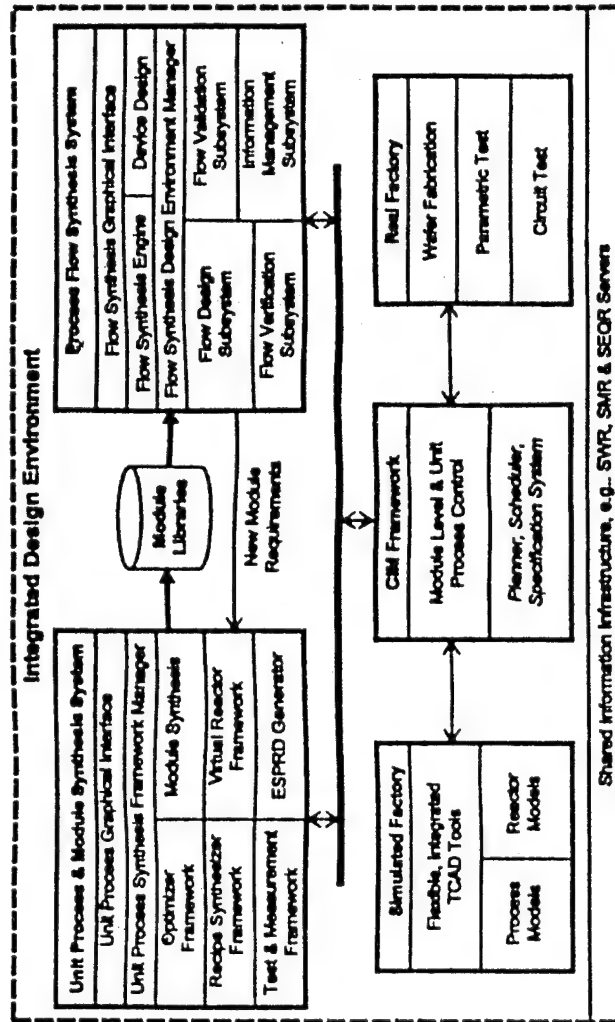 Integrated Design Environment
Unit Process & Module Synthesis System
Unit Process Graphical Interface
Unit Process Synthesis Framework Manager
Optimizer
Framework
Module Synthesis
Recipe Synthesizer
Framework
Virtual Reactor
Framework
Test & Measurement
Framework
ESPRD Generator
Module
Libraries
New Module
Requirements
Process Flow Synthesis System
Flow Synthesis Graphical Interface
Flow Synthesis Engine
Device Design
Flow Synthesis Design Environment Manager
Flow Design
Subsystem
Flow Validation
Subsystem
Flow Verification
Subsystem
Information
Management
Subsystem
Simulated Factory
Flexible, Integrated
TCAD Tools
Process
Models
Reactor
Models
CIM Framework
Module Level & Unit
Process Control
Planner, Scheduler,
Specification System
Real Factory
Wafer Fabrication
Parametric Test
Circuit Test
Shared Information Infrastructure, e.g.. SWR, SMR & SEQR Servers